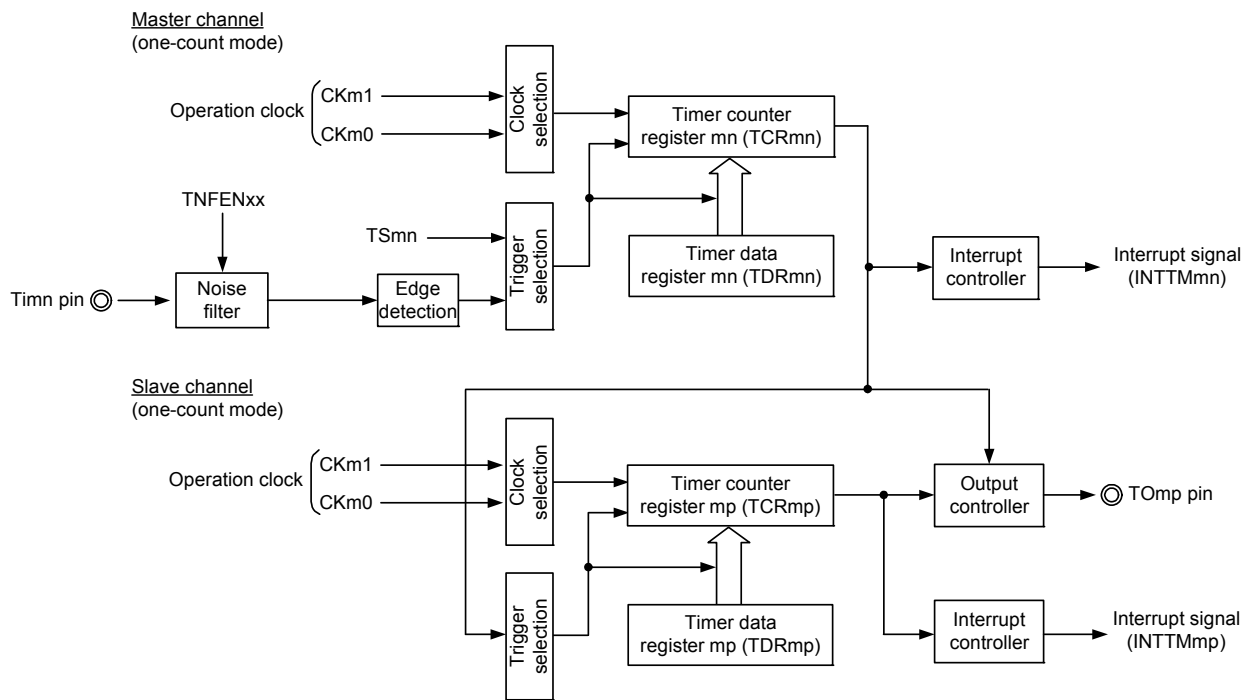 Master channel
(one-count mode)
Operation clock
CKm1
CKm0
Clock
selection
Timer counter
register mn (TCRmn)
TNFENxx
TSmn
Trigger
selection
Timer data
register mn (TDRmn)
Interrupt
controller
Interrupt signal
(INTTMmn)
Timn pin
Noise
filter
Edge
detection
Slave channel
(one-count mode)
Operation clock
CKm1
CKm0
Clock
selection
Timer counter
register mp (TCRmp)
Output
controller
TOmp pin
Trigger
selection
Timer data
register mp (TDRmp)
Interrupt
controller
Interrupt signal
(INTTMmp)